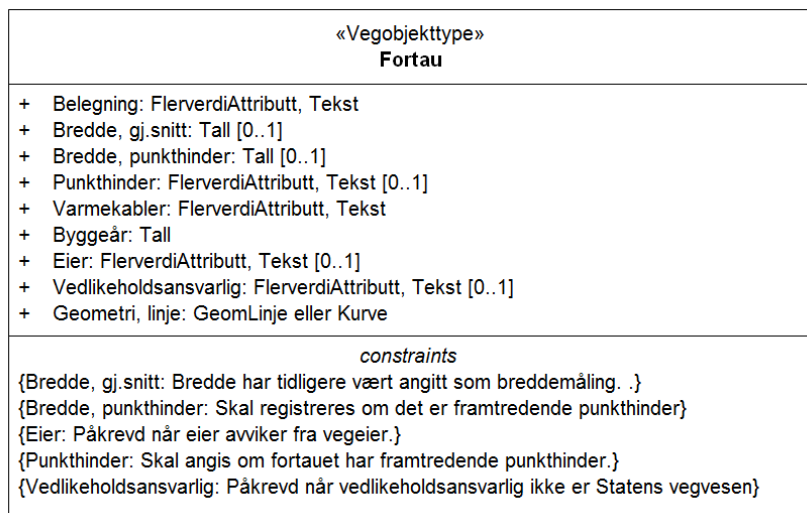 «Vegobjekttype»
Fortau
+ Belegning: FlerverdiAttributt, Tekst
+ Bredde, gj.snitt: Tall [0..1]
+ Bredde, punkthinder: Tall [0..1]
+ Punkthinder: FlerverdiAttributt, Tekst [0..1]
+ Varmekabler: FlerverdiAttributt, Tekst
+ Byggeår: Tall
+ Eier: FlerverdiAttributt, Tekst [0..1]
+ Vedlikeholdsansvarlig: FlerverdiAttributt, Tekst [0..1]
+ Geometri, linje: GeomLinje eller Kurve
constraints
{Bredde, gj.snitt: Bredde har tidligere vært angitt som breddemåling. .}
{Bredde, punkthinder: Skal registreres om det er framtredende punkthinder}
{Eier: Påkrevd når eier avviker fra vegeier.}
{Punkthinder: Skal angis om fortauet har framtredende punkthinder.}
{Vedlikeholdsansvarlig: Påkrevd når vedlikeholdsansvarlig ikke er Statens vegvesen}